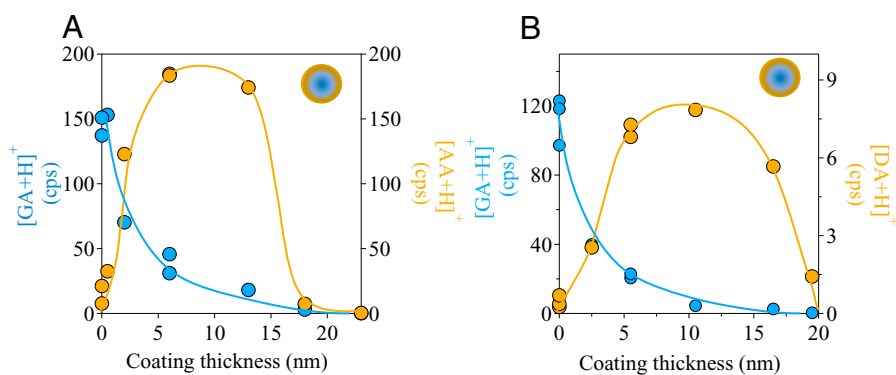 A
200
150
100
50
0
[GA+H]⁺
(cps)
200
150
100
50
0
[AA+H]⁺
(cps)
0 5 10 15 20
Coating thickness (nm)
B
120
80
40
0
[GA+H]⁺
(cps)
9
6
3
0
[DA+H]⁺
(cps)
0 5 10 15 20
Coating thickness (nm)